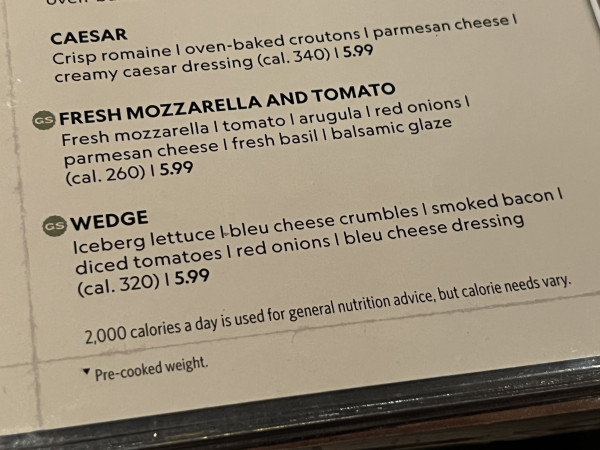 CAESAR
Crisp romaine | oven-baked croutons | parmesan cheese |
creamy caesar dressing (cal. 340) | 5.99
GS FRESH MOZZARELLA AND TOMATO
Fresh mozzarella | tomato | arugula | red onions |
parmesan cheese | fresh basil | balsamic glaze
(cal. 260) | 5.99
GS WEDGE
Iceberg lettuce | bleu cheese crumbles | smoked bacon |
diced tomatoes | red onions | bleu cheese dressing
(cal. 320) | 5.99
2,000 calories a day is used for general nutrition advice, but calorie needs vary.
▼ Pre-cooked weight.